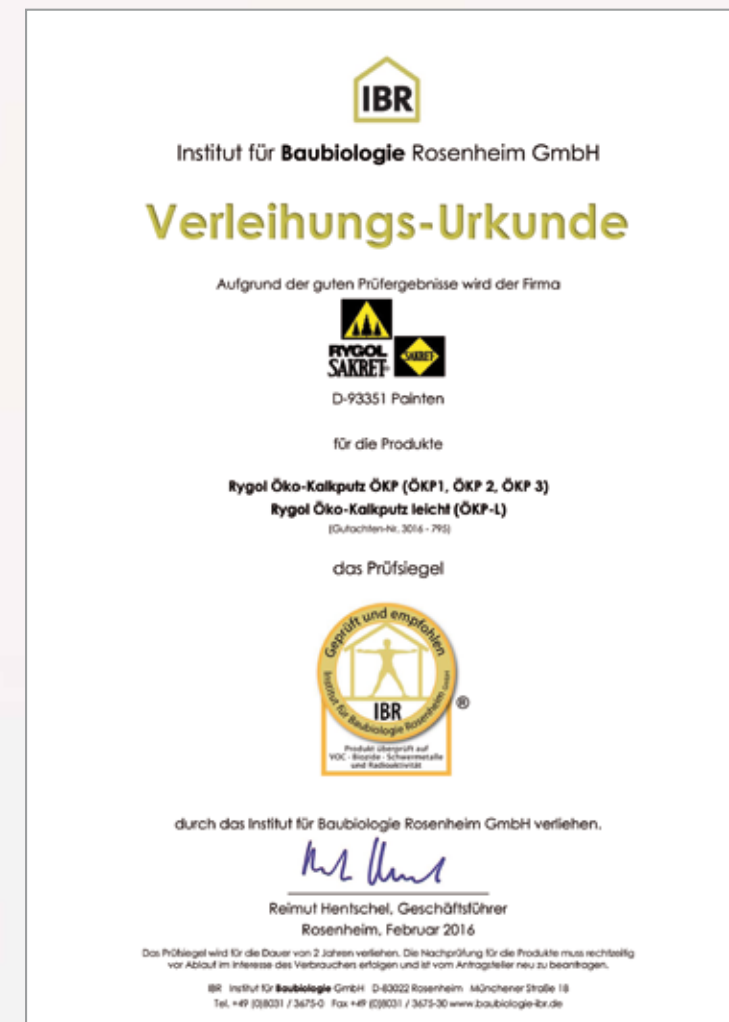 IBR
Institut für Baubiologie Rosenheim GmbH
Verleihungs-Urkunde
Aufgrund der guten Prüfergebnisse wird der Firma
RYGOL
SAKRET®
SAKRET
D-93351 Painten
für die Produkte
Rygol Öko-Kalkputz ÖKP (ÖKP1, ÖKP 2, ÖKP 3)
Rygol Öko-Kalkputz leicht (ÖKP-L)
(Gutachten-Nr. 3016 - 795)
das Prüfsiegel
Geprüft und empfohlen
IBR
Institut für Baubiologie Rosenheim GmbH
®
Produkt überprüft auf
VOC - Biozide - Schwermetalle
und Radioaktivität
durch das Institut für Baubiologie Rosenheim GmbH verliehen.
Reimut Hentschel, Geschäftsführer
Rosenheim, Februar 2016
Das Prüfsiegel wird für die Dauer von 2 Jahren verliehen. Die Nachprüfung für die Produkte muss rechtzeitig
vor Ablauf im Interesse des Verbrauchers erfolgen und ist vom Antragsteller neu zu beantragen.
IBR Institut für Baubiologie GmbH D-83022 Rosenheim Münchener Straße 18
Tel. +49 (0)8031 / 3675-0 Fax +49 (0)8031 / 3675-30 www.baubiologie-ibr.de